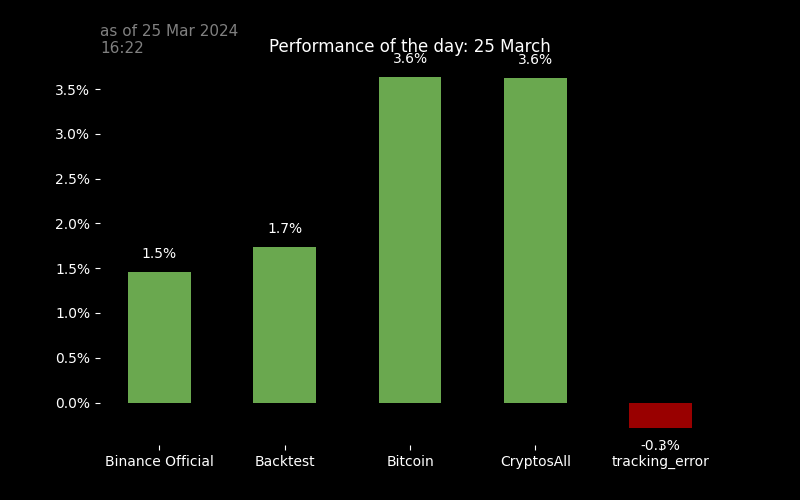 as of 25 Mar 2024
16:22
Performance of the day: 25 March
3.6%
3.6%
3.5%
3.0%
2.5%
2.0%
1.7%
1.5%
1.5%
1.0%
0.5%
0.0%
-0.3%
Binance Official
Backtest
Bitcoin
CryptosAll
tracking_error